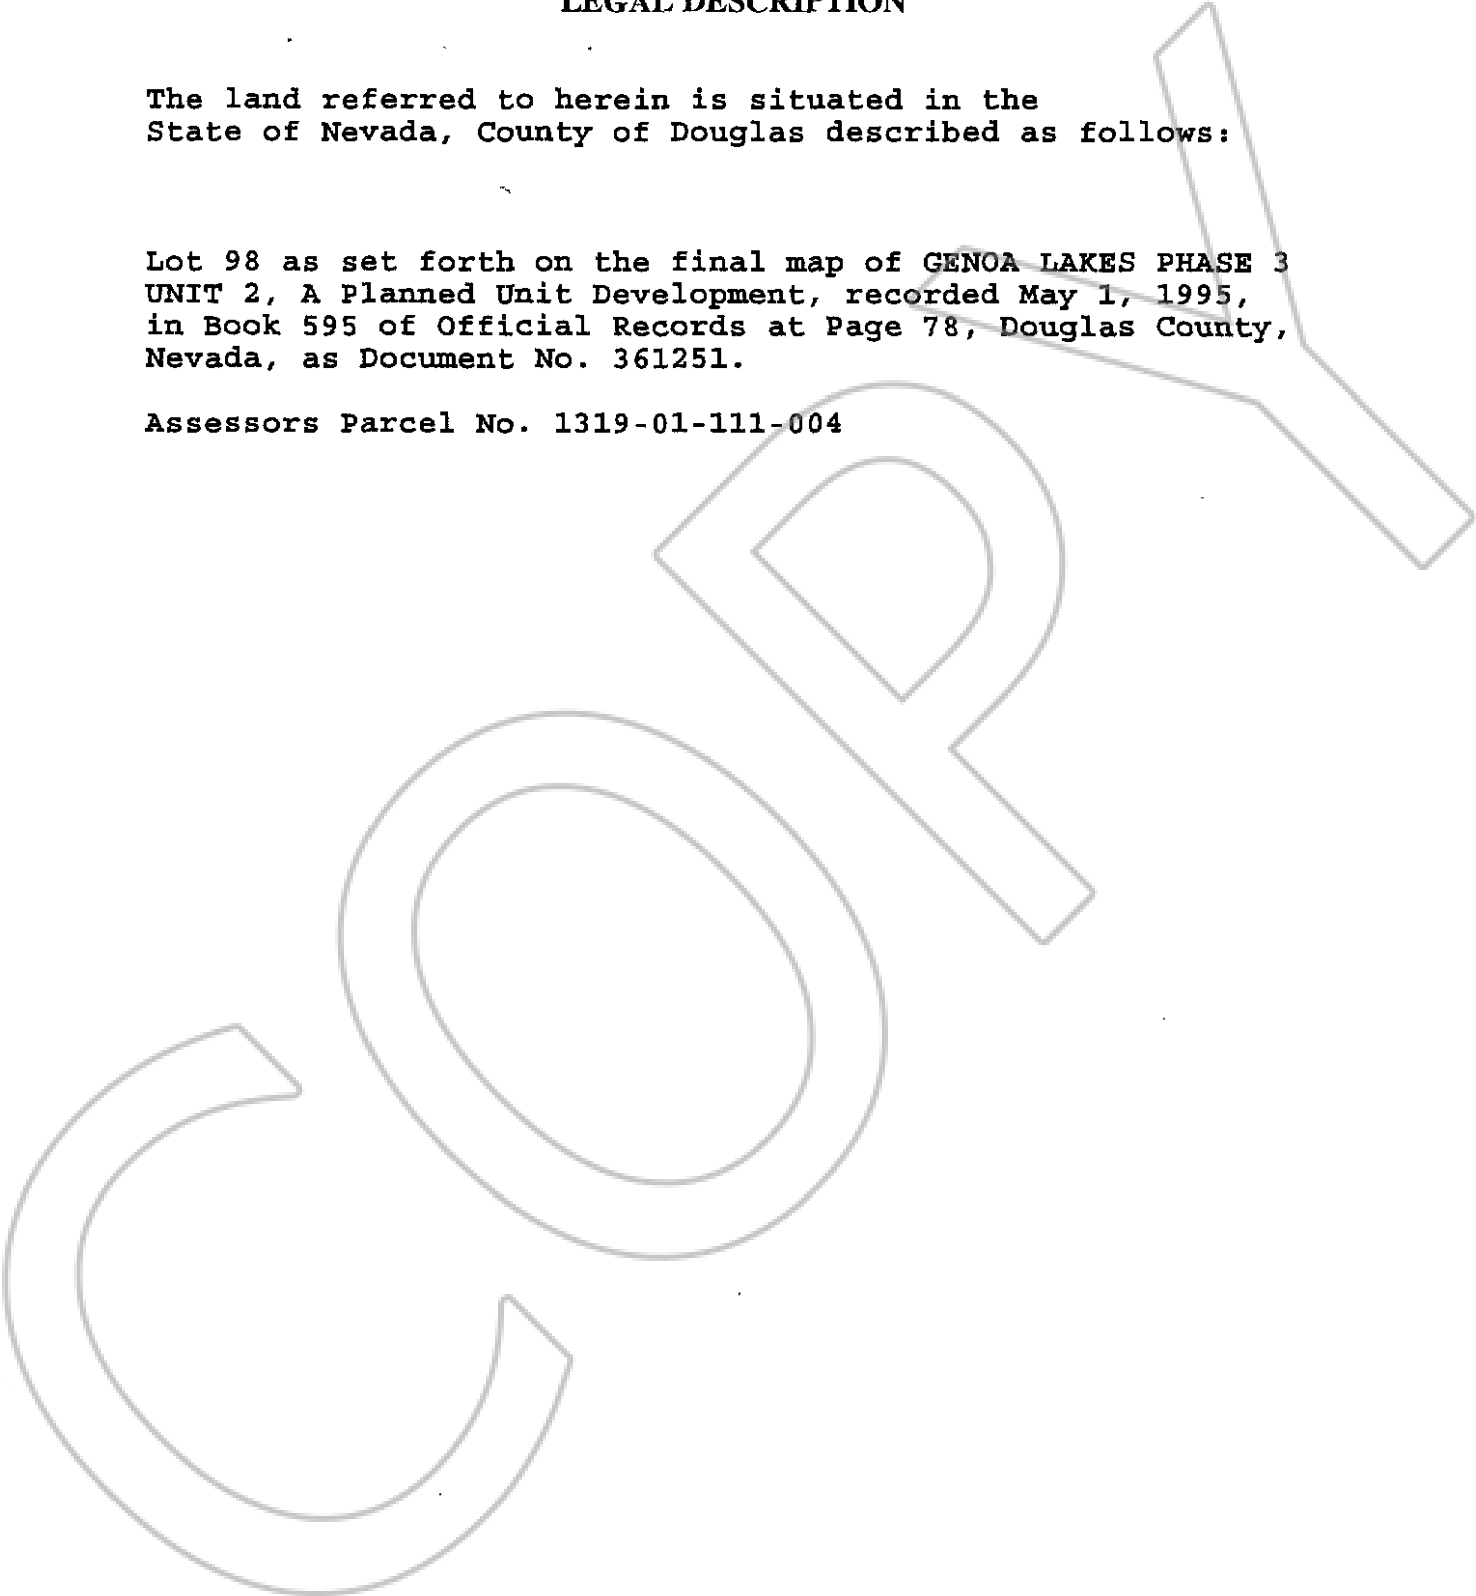 LEGAL DESCRIPTION
The land referred to herein is situated in the
State of Nevada, County of Douglas described as follows:
Lot 98 as set forth on the final map of GENOA LAKES PHASE 3
UNIT 2, A Planned Unit Development, recorded May 1, 1995,
in Book 595 of Official Records at Page 78, Douglas County,
Nevada, as Document No. 361251.
Assessors Parcel No. 1319-01-111-004
COPY